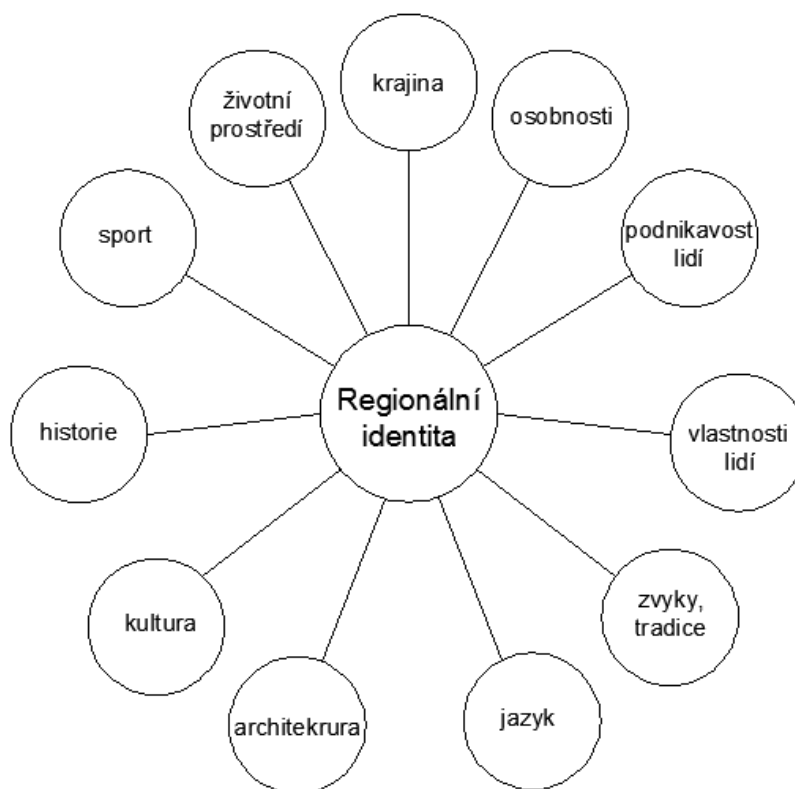 krajina
životní
prostředí
osobnosti
sport
podnikavost
lidí
Regionální
identita
historie
vlastnosti
lidí
kultura
zvyky,
tradice
architekrura
jazyk